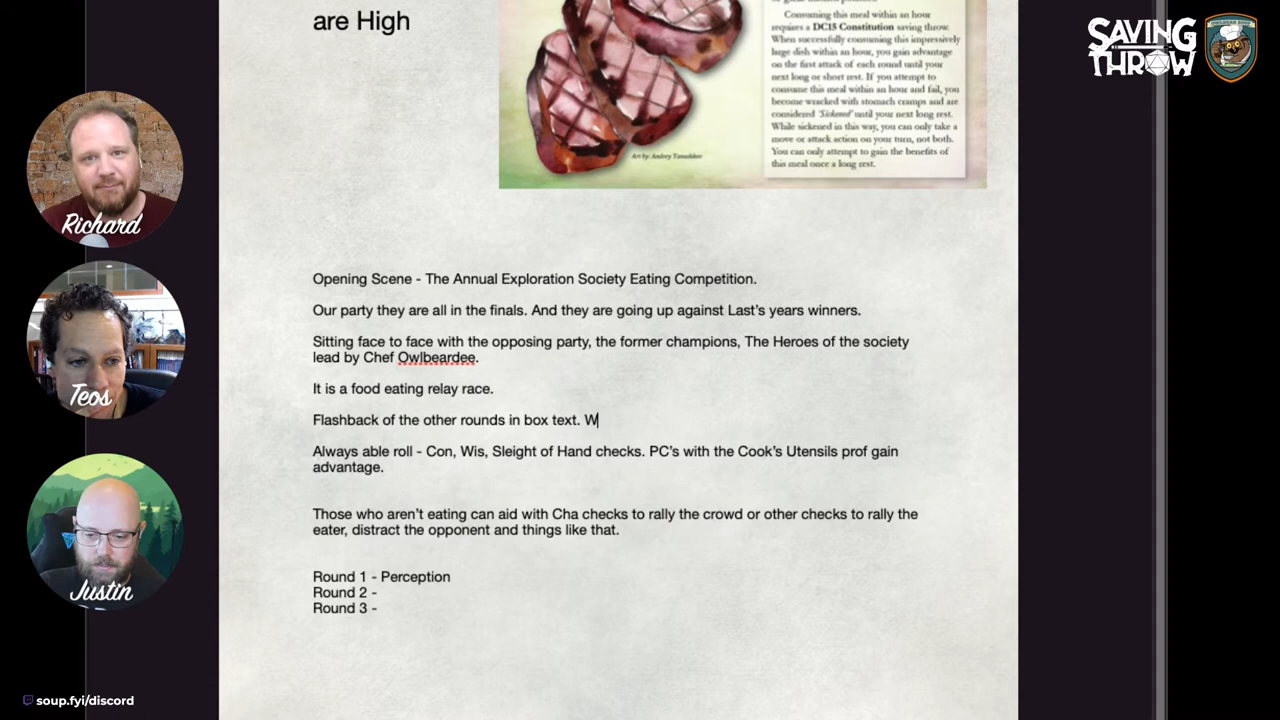 are High
Consuming this meal within an hour
requires a DC15 Constitution saving throw.
When successfully consuming this impressively
large dish within an hour, you gain advantage
on the first attack of each round until your
next long or short rest. If you attempt to
consume this meal within an hour and fail, you
become wracked with stomach cramps and are
considered "Sickened" until your next long rest.
While sickened in this way, you can only take a
move or attack action on your turn, not both.
You can only attempt to gain the benefits of
this meal once a long rest.
Art by: Andrey Yanushkov
SAVING
THROW
Richard
Teos
Justin
Opening Scene - The Annual Exploration Society Eating Competition.
Our party they are all in the finals. And they are going up against Last's years winners.
Sitting face to face with the opposing party, the former champions, The Heroes of the society
lead by Chef Owlbeardee.
It is a food eating relay race.
Flashback of the other rounds in box text. W
Always able roll - Con, Wis, Sleight of Hand checks. PC's with the Cook's Utensils prof gain
advantage.
Those who aren't eating can aid with Cha checks to rally the crowd or other checks to rally the
eater, distract the opponent and things like that.
Round 1 - Perception
Round 2 -
Round 3 -
soup.fyi/discord